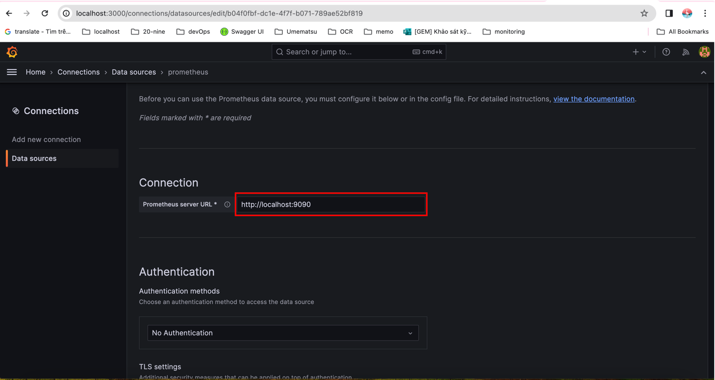 localhost:3000/connections/datasources/edit/b04f0fbf-dc1e-4f7f-b071-789ae52bf819
translate - Tìm trê... localhost 20-nine devOps Swagger UI Umematsu OCR memo [GEM] Khảo sát kỹ... monitoring All Bookmarks
Search or jump to... cmd+k
Home > Connections > Data sources > prometheus
Connections
Add new connection
Data sources
Before you can use the Prometheus data source, you must configure it below or in the config file. For detailed instructions, view the documentation.
Fields marked with * are required
Connection
Prometheus server URL * http://localhost:9090
Authentication
Authentication methods
Choose an authentication method to access the data source
No Authentication
TLS settings
Additional security measures that can be applied on top of authentication